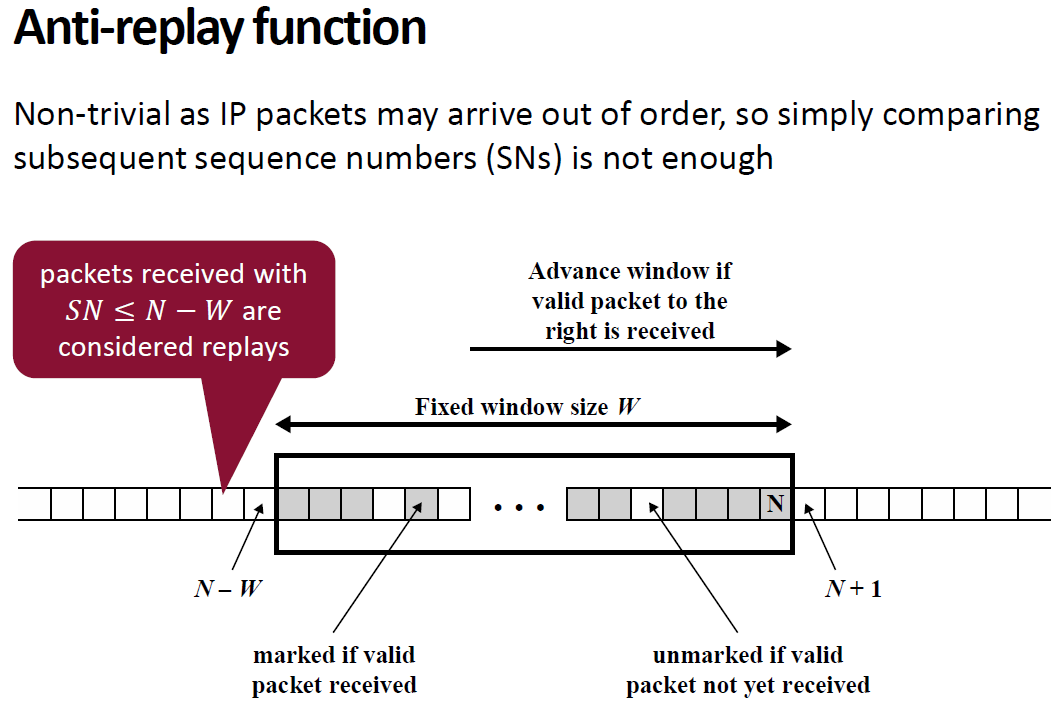 Anti-replay function
Non-trivial as IP packets may arrive out of order, so simply comparing
subsequent sequence numbers (SNs) is not enough
packets received with
SN ≤ N − W are
considered replays
Advance window if
valid packet to the
right is received
Fixed window size W
• • •
N
N – W
N + 1
marked if valid
packet received
unmarked if valid
packet not yet received